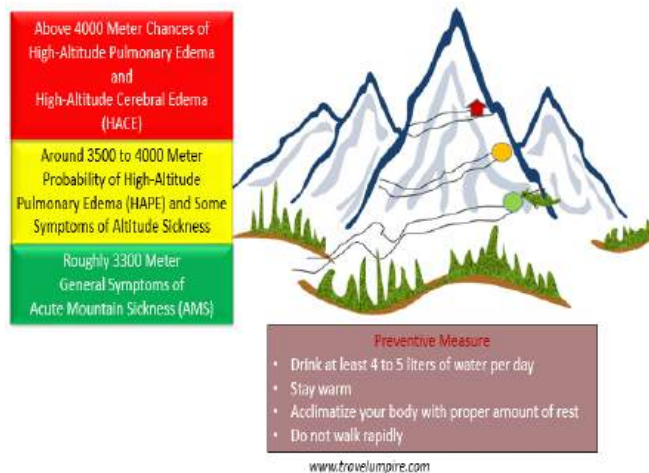 Above 4000 Meter Chances of
High-Altitude Pulmonary Edema
and
High-Altitude Cerebral Edema
(HACE)
Around 3500 to 4000 Meter
Probability of High-Altitude
Pulmonary Edema (HAPE) and Some
Symptoms of Altitude Sickness
Roughly 3300 Meter
General Symptoms of
Acute Mountain Sickness (AMS)
Preventive Measure
• Drink at least 4 to 5 liters of water per day
• Stay warm
• Acclimatize your body with proper amount of rest
• Do not walk rapidly
www.travelumpire.com